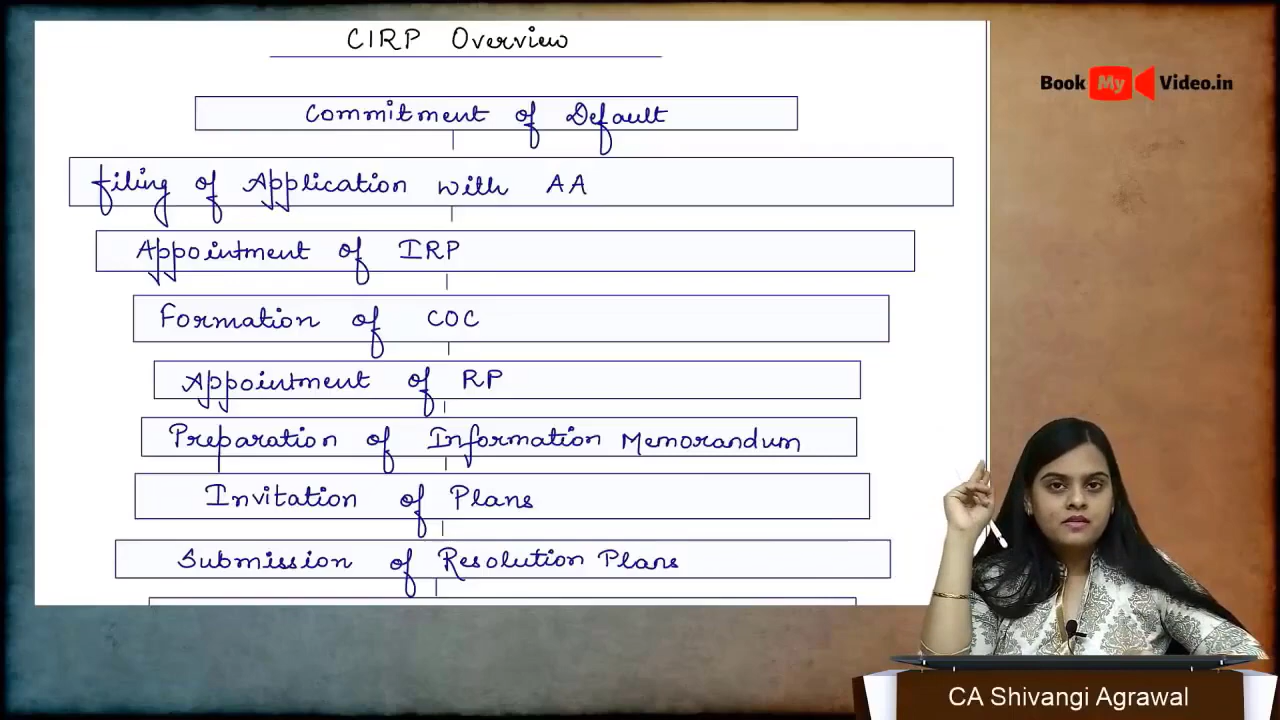 CIRP Overview
Commitment of Default
filing of Application with AA
Appointment of IRP
Formation of COC
Appointment of RP
Preparation of Information Memorandum
Invitation of Plans
Submission of Resolution Plans
Book My Video.in
CA Shivangi Agrawal